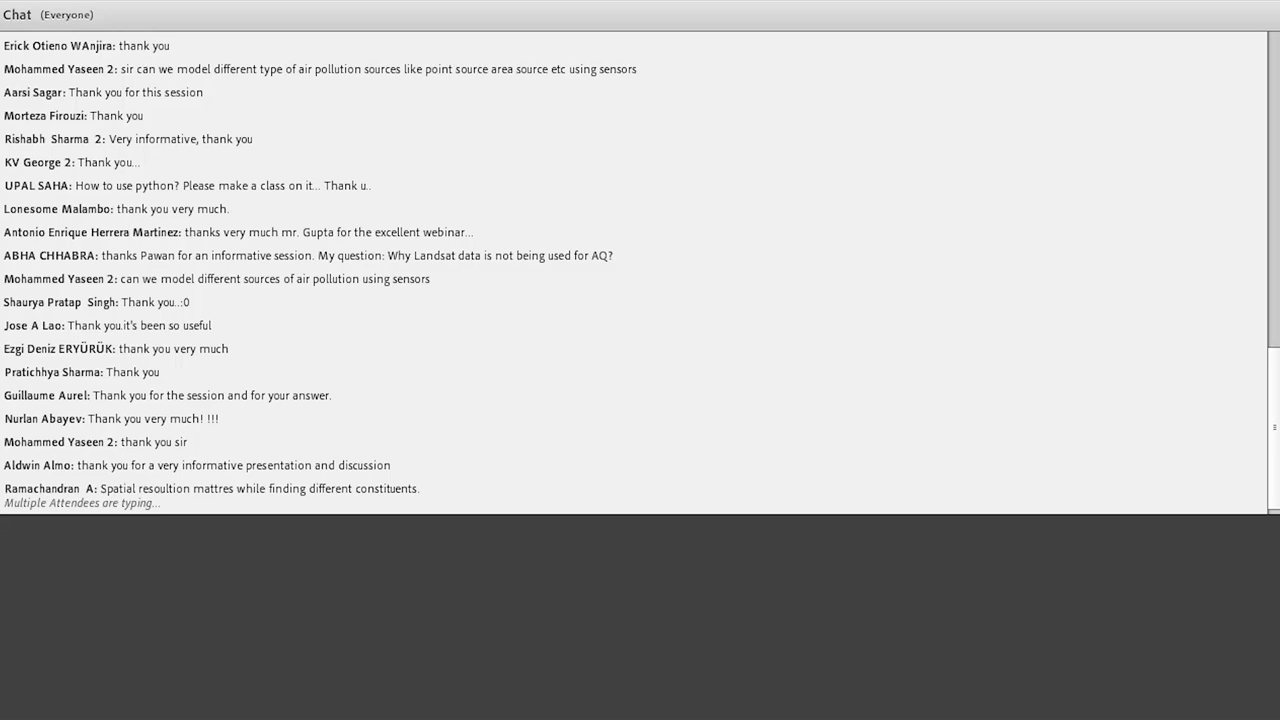 Chat (Everyone)
Erick Otieno WAnjira: thank you
Mohammed Yaseen 2: sir can we model different type of air pollution sources like point source area source etc using sensors
Aarsi Sagar: Thank you for this session
Morteza Firouzi: Thank you
Rishabh Sharma 2: Very informative, thank you
KV George 2: Thank you...
UPAL SAHA: How to use python? Please make a class on it... Thank u..
Lonesome Malambo: thank you very much.
Antonio Enrique Herrera Martinez: thanks very much mr. Gupta for the excellent webinar...
ABHA CHHABRA: thanks Pawan for an informative session. My question: Why Landsat data is not being used for AQ?
Mohammed Yaseen 2: can we model different sources of air pollution using sensors
Shaurya Pratap Singh: Thank you..:0
Jose A Lao: Thank you.it's been so useful
Ezgi Deniz ERYÜRÜK: thank you very much
Pratichhya Sharma: Thank you
Guillaume Aurel: Thank you for the session and for your answer.
Nurlan Abayev: Thank you very much! !!!
Mohammed Yaseen 2: thank you sir
Aldwin Almo: thank you for a very informative presentation and discussion
Ramachandran A: Spatial resoultion mattres while finding different constituents.
Multiple Attendees are typing...